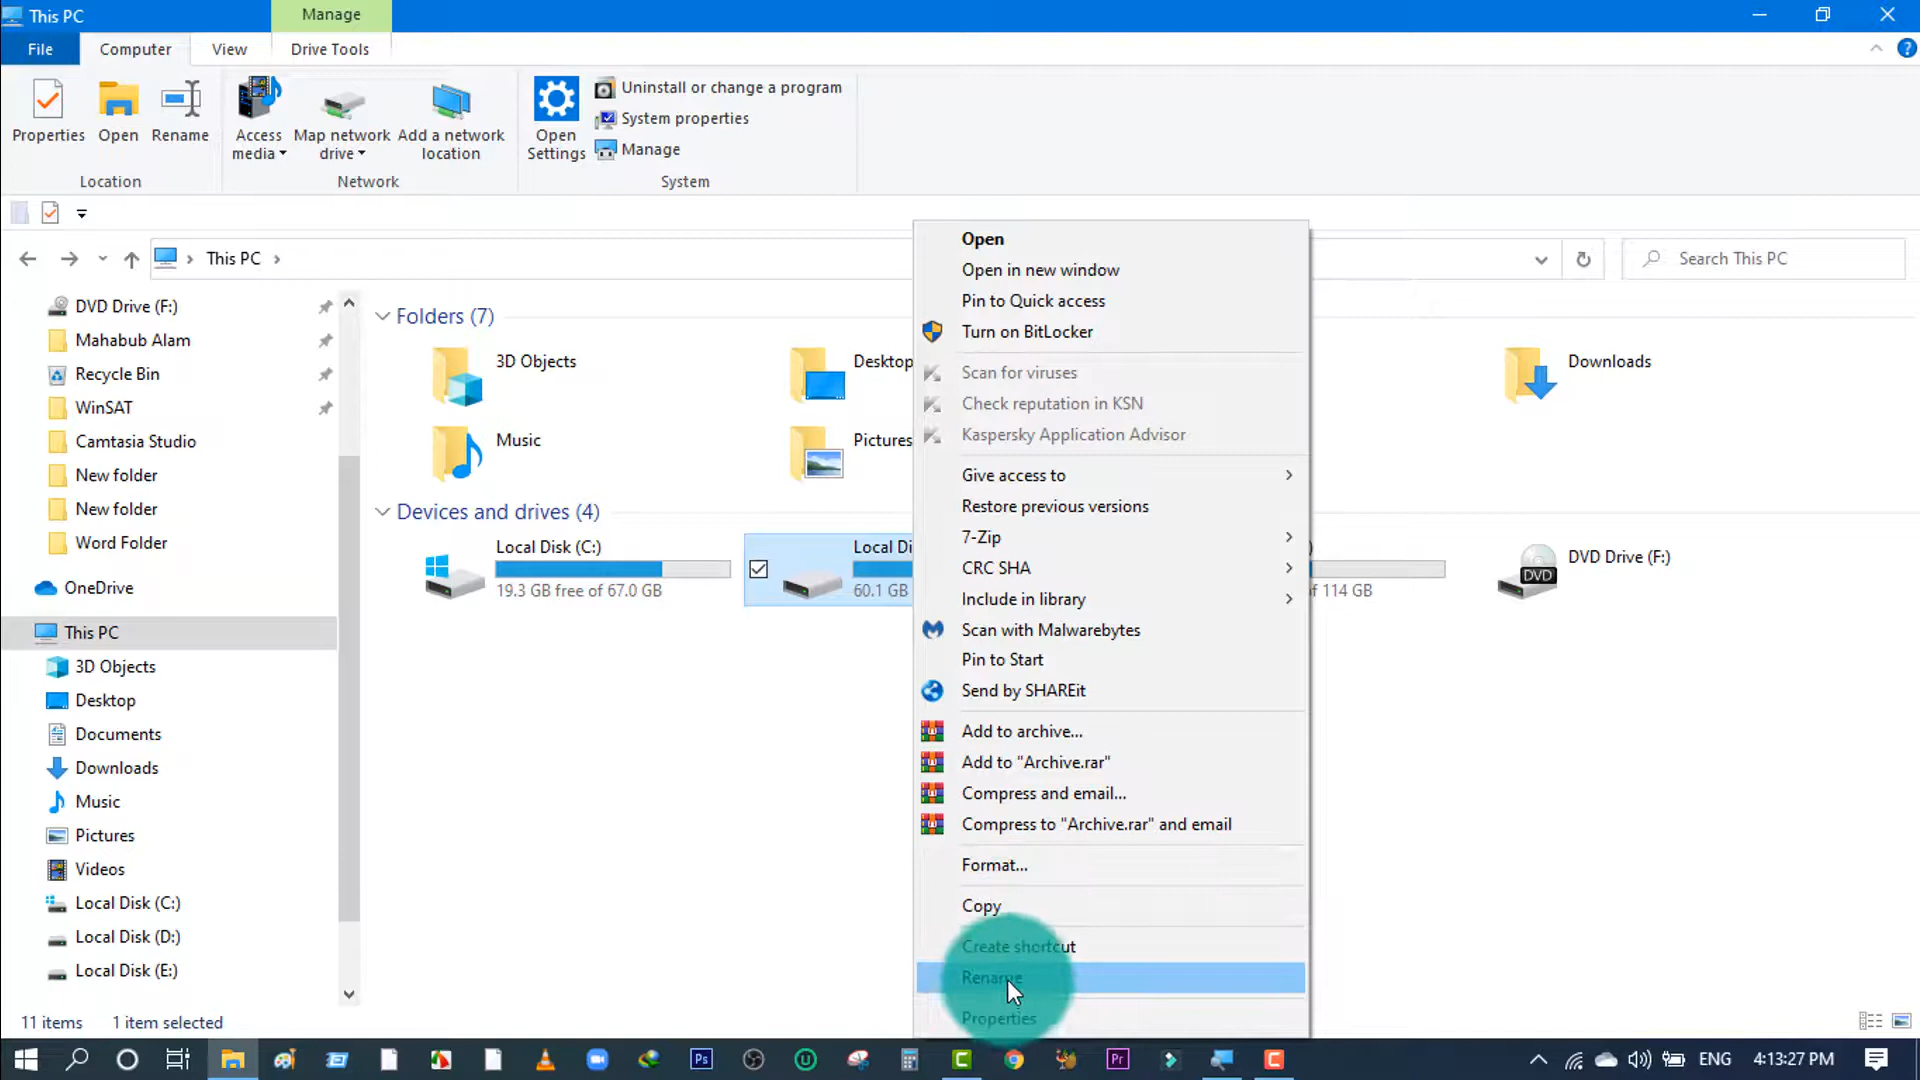 This PC
Manage
File
Computer
View
Drive Tools
Properties
Open
Rename
Access media
Map network drive
Add a network location
Open Settings
Uninstall or change a program
System properties
Manage
Location
Network
System
This PC
Search This PC
DVD Drive (F:)
Mahabub Alam
Recycle Bin
WinSAT
Camtasia Studio
New folder
New folder
Word Folder
OneDrive
This PC
3D Objects
Desktop
Documents
Downloads
Music
Pictures
Videos
Local Disk (C:)
Local Disk (D:)
Local Disk (E:)
Folders (7)
3D Objects
Desktop
Downloads
Music
Pictures
Devices and drives (4)
Local Disk (C:)
19.3 GB free of 67.0 GB
Local Di
60.1 GB
)
f 114 GB
DVD Drive (F:)
DVD
Open
Open in new window
Pin to Quick access
Turn on BitLocker
Scan for viruses
Check reputation in KSN
Kaspersky Application Advisor
Give access to
Restore previous versions
7-Zip
CRC SHA
Include in library
Scan with Malwarebytes
Pin to Start
Send by SHAREit
Add to archive...
Add to "Archive.rar"
Compress and email...
Compress to "Archive.rar" and email
Format...
Copy
Create shortcut
Rename
Properties
11 items
1 item selected
Ps
Pr
ENG
4:13:27 PM